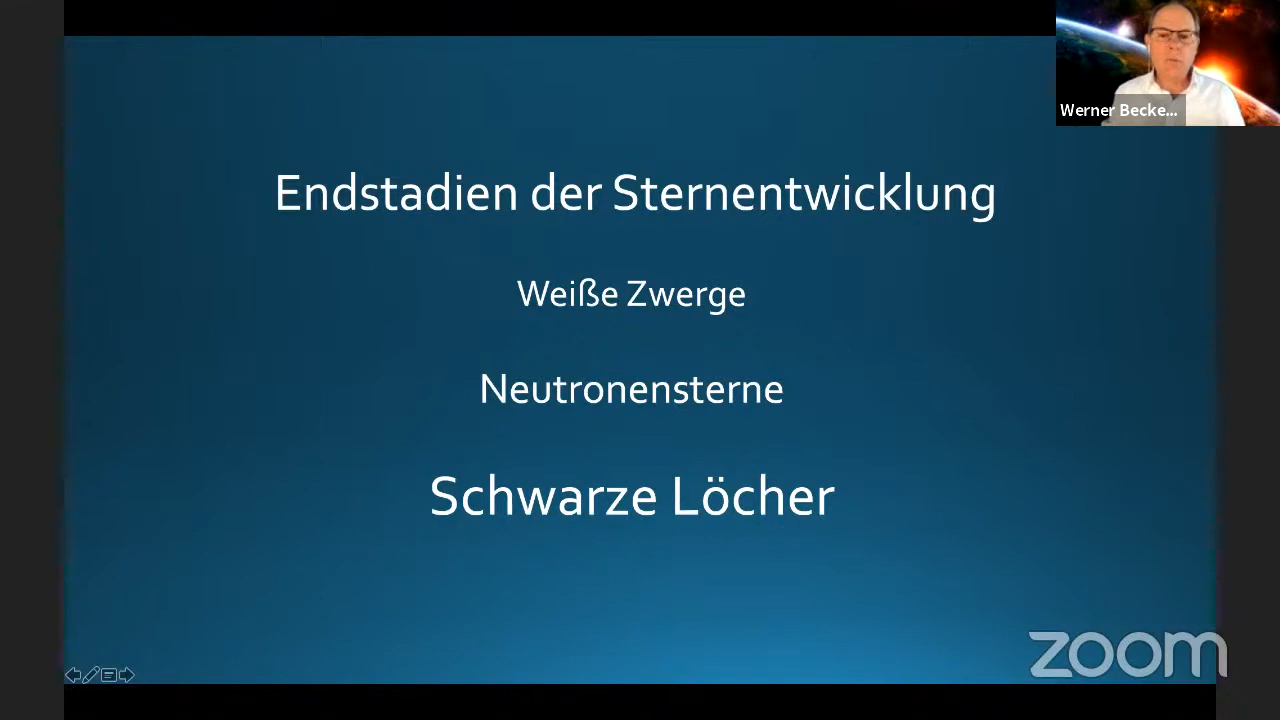 Werner Becke...
Endstadien der Sternentwicklung
Weiße Zwerge
Neutronensterne
Schwarze Löcher
zoom